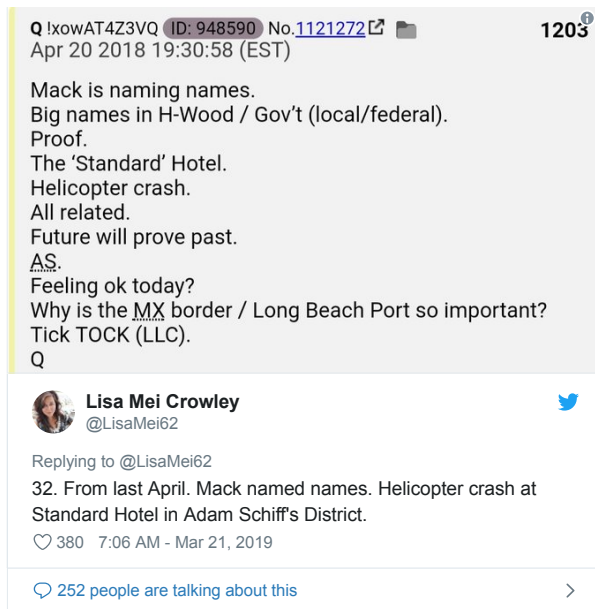 Q !xowAT4Z3VQ ID: 948590 No.1121272 1203
Apr 20 2018 19:30:58 (EST)
Mack is naming names.
Big names in H-Wood / Gov't (local/federal).
Proof.
The 'Standard' Hotel.
Helicopter crash.
All related.
Future will prove past.
AS.
Feeling ok today?
Why is the MX border / Long Beach Port so important?
Tick TOCK (LLC).
Q
Lisa Mei Crowley
@LisaMei62
Replying to @LisaMei62
32. From last April. Mack named names. Helicopter crash at
Standard Hotel in Adam Schiff's District.
380 7:06 AM - Mar 21, 2019
252 people are talking about this